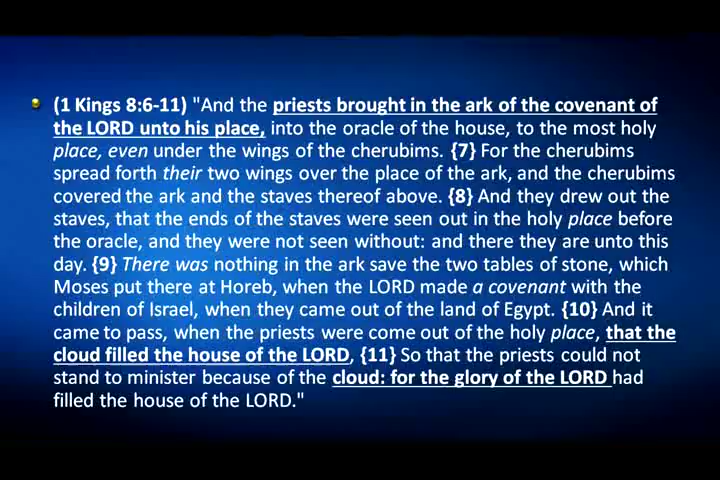 (1 Kings 8:6-11) "And the priests brought in the ark of the covenant of
the LORD unto his place, into the oracle of the house, to the most holy
place, even under the wings of the cherubims. {7} For the cherubims
spread forth their two wings over the place of the ark, and the cherubims
covered the ark and the staves thereof above. {8} And they drew out the
staves, that the ends of the staves were seen out in the holy place before
the oracle, and they were not seen without: and there they are unto this
day. {9} There was nothing in the ark save the two tables of stone, which
Moses put there at Horeb, when the LORD made a covenant with the
children of Israel, when they came out of the land of Egypt. {10} And it
came to pass, when the priests were come out of the holy place, that the
cloud filled the house of the LORD, {11} So that the priests could not
stand to minister because of the cloud: for the glory of the LORD had
filled the house of the LORD."